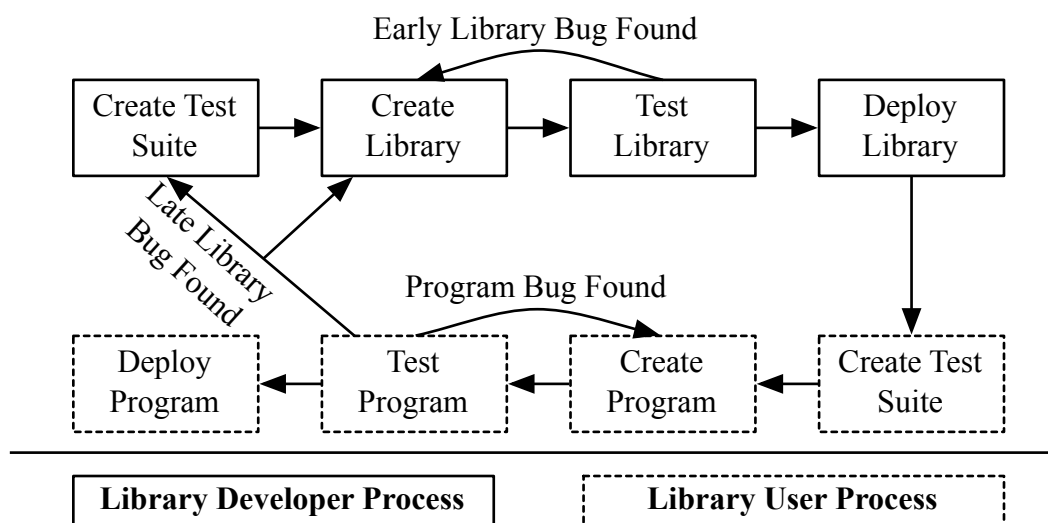 Early Library Bug Found
Create Test
Suite
Create
Library
Test
Library
Deploy
Library
Late Library
Bug Found
Program Bug Found
Deploy
Program
Test
Program
Create
Program
Create Test
Suite
Library Developer Process
Library User Process